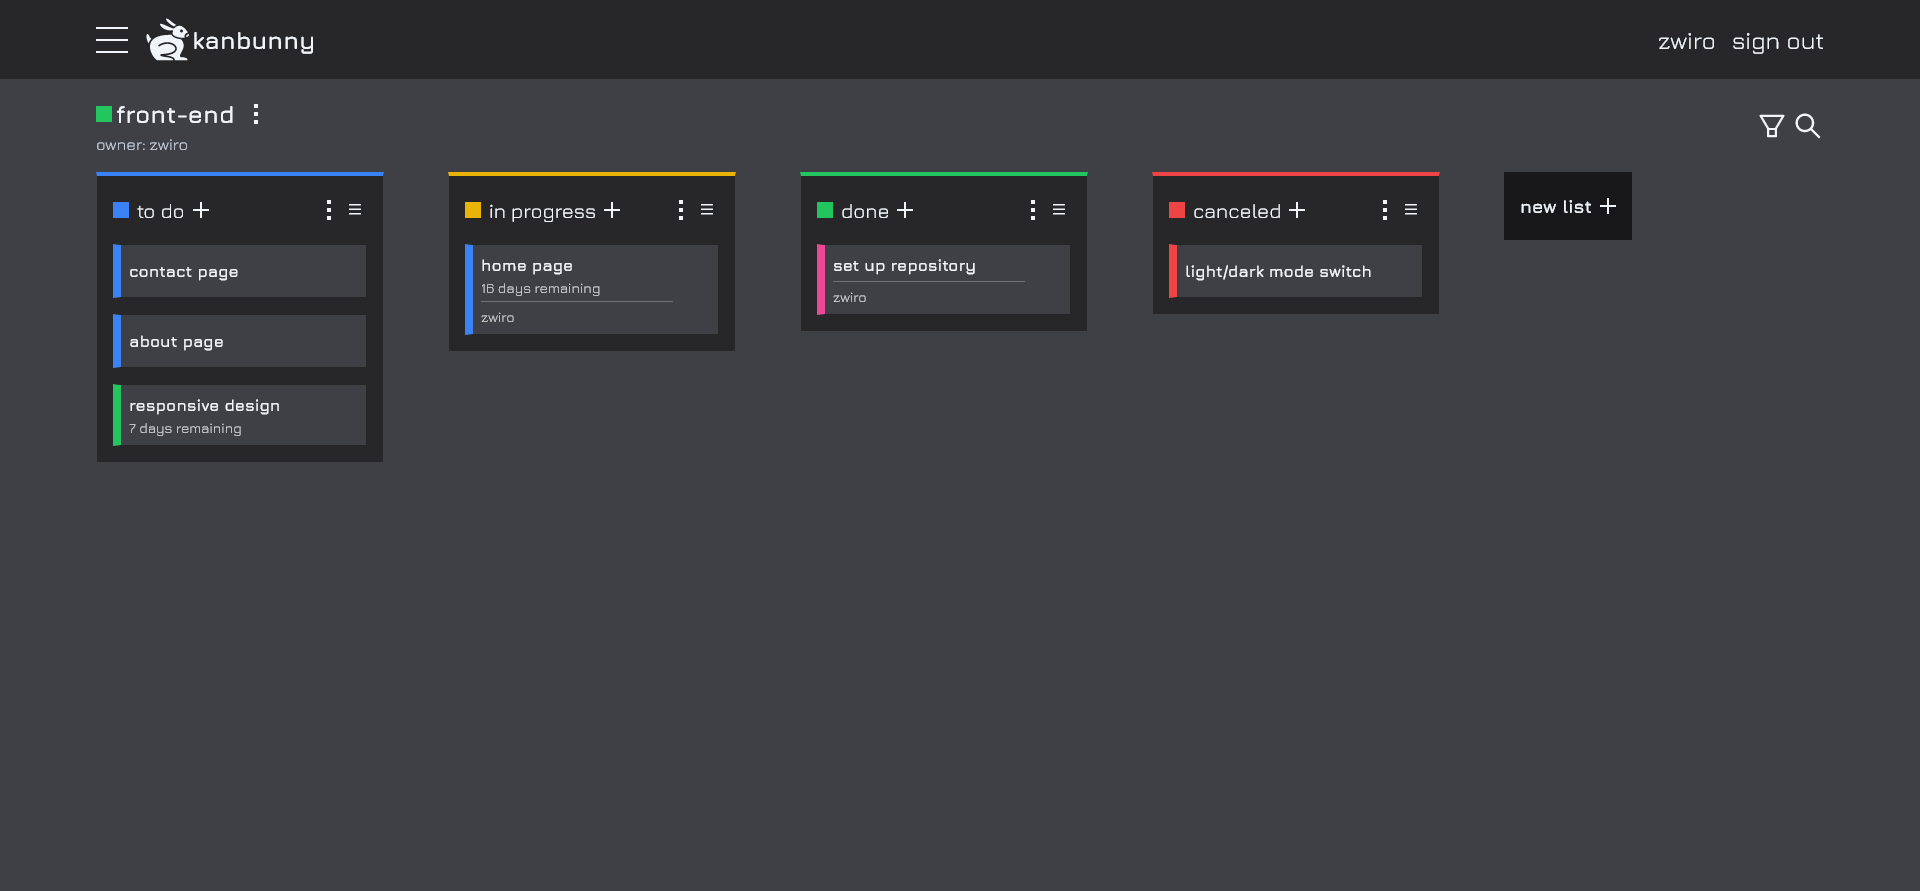 kanbunny
zwiro sign out
front-end
owner: zwiro
to do
contact page
about page
responsive design
7 days remaining
in progress
home page
16 days remaining
zwiro
done
set up repository
zwiro
canceled
light/dark mode switch
new list